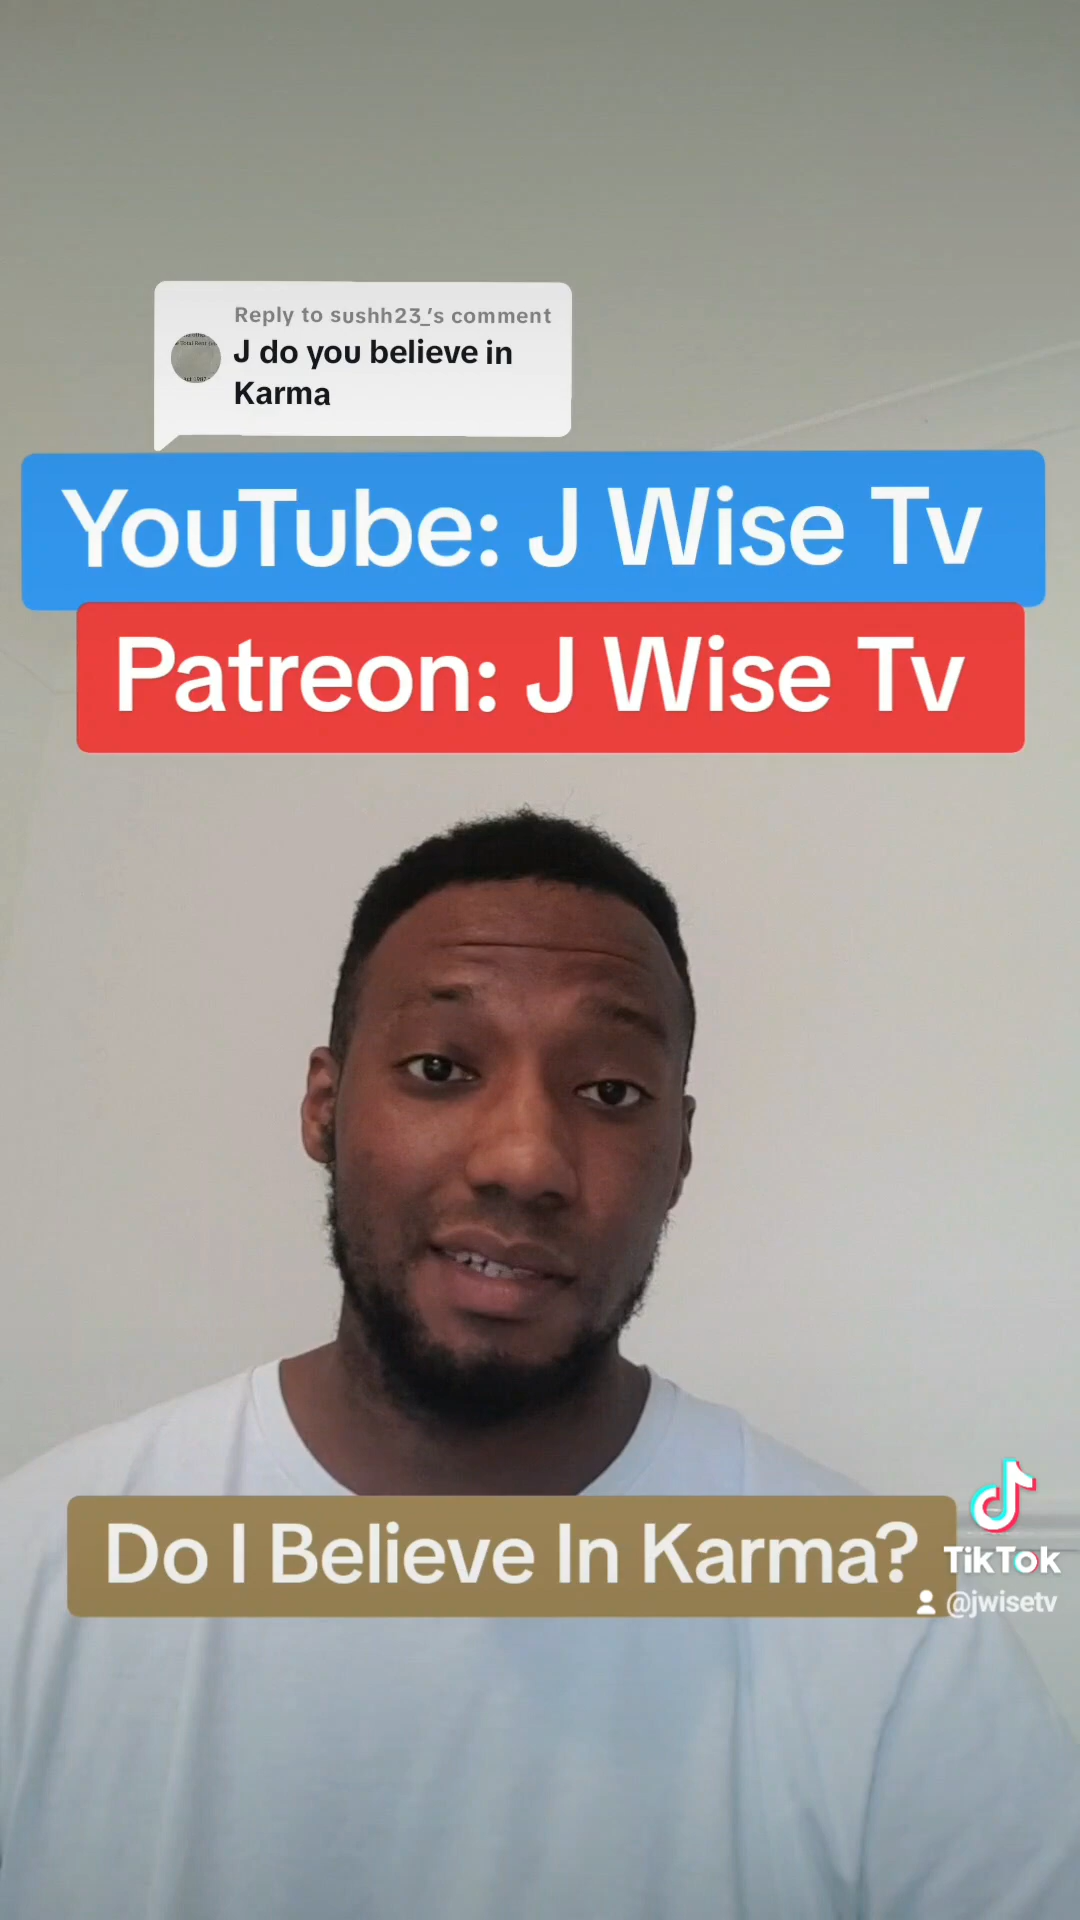 Reply to sushh23_'s comment
J do you believe in
Karma
YouTube: J Wise Tv
Patreon: J Wise Tv
Do I Believe In Karma?
TikTok
@jwisetv